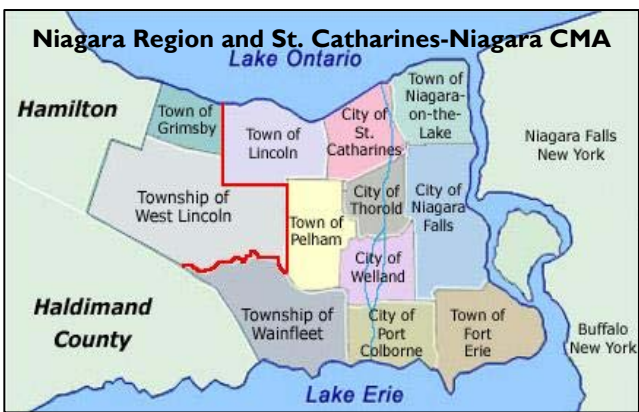 Niagara Region and St. Catharines-Niagara CMA
Lake Ontario
Hamilton
Town of
Grimsby
Town of
Lincoln
City of
St.
Catharines
Town of
Niagara-
on-the-
Lake
Niagara Falls
New York
Township of
West Lincoln
Town of
Pelham
City of
Thorold
City of
Niagara
Falls
City of
Welland
Haldimand
County
Township of
Wainfleet
City of
Port
Colborne
Town of
Fort
Erie
Buffalo
New York
Lake Erie